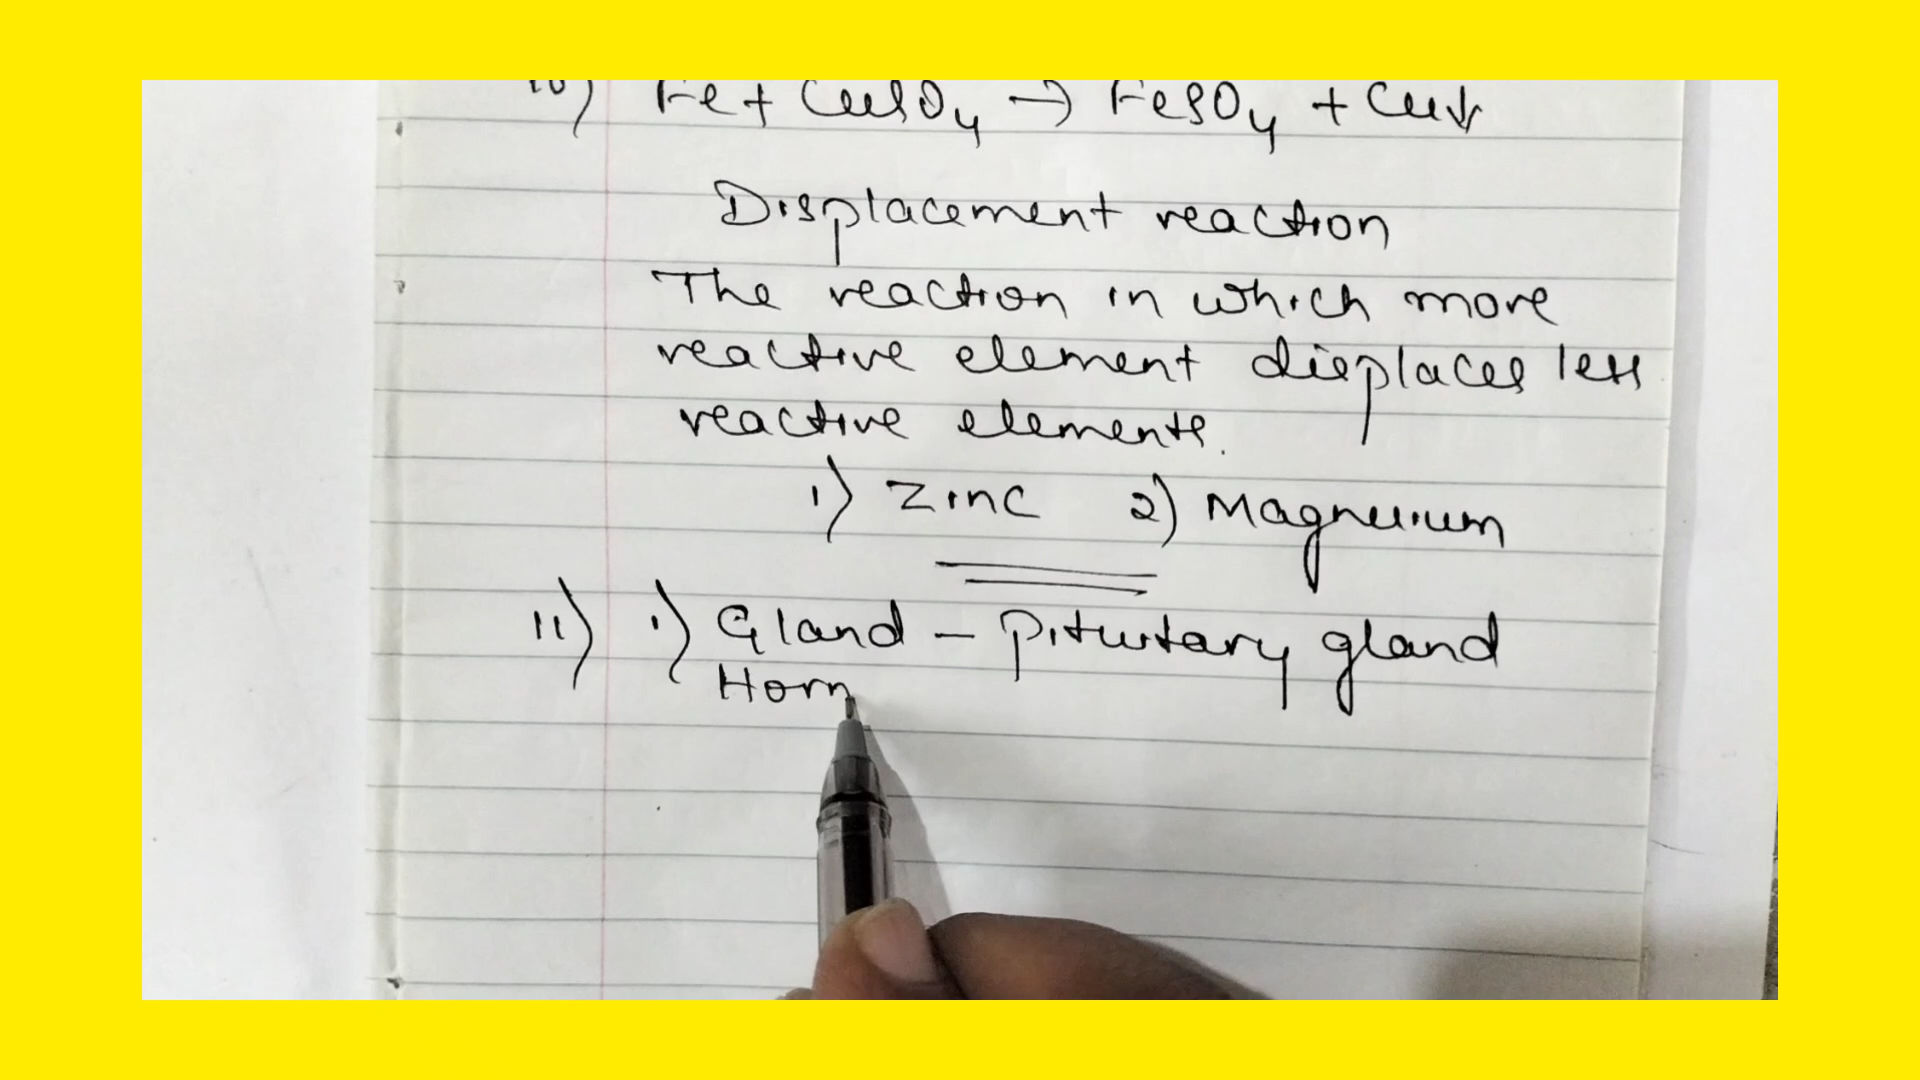 10) Fe + CuSO4 → FeSO4 + Cu↓
Displacement reaction
The reaction in which more
reactive element displaces less
reactive elements.
1) Zinc 2) Magnesium
11) 1) Gland - Pituitary gland
Horm